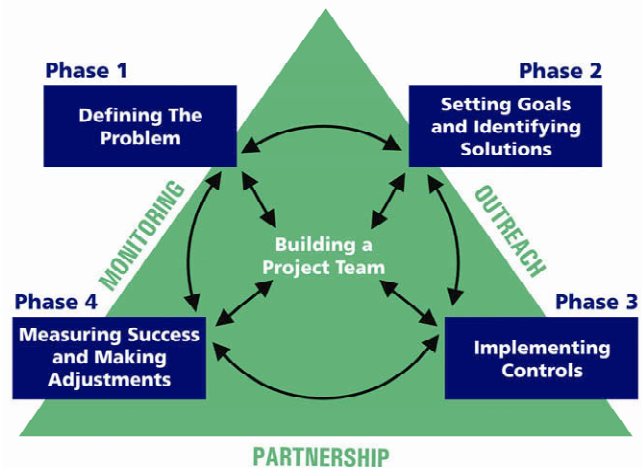 Phase 1
Defining The
Problem
Phase 2
Setting Goals
and Identifying
Solutions
MONITORING
OUTREACH
Building a
Project Team
Phase 4
Measuring Success
and Making
Adjustments
Phase 3
Implementing
Controls
PARTNERSHIP